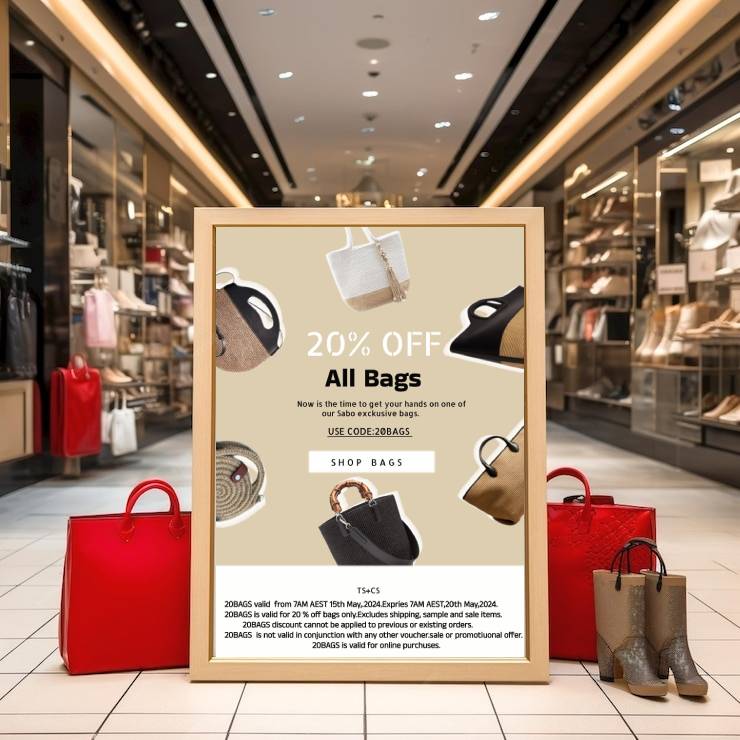 20% OFF
All Bags
Now is the time to get your hands on one of
our Sabo exckusive bags.
USE CODE:20BAGS
SHOP BAGS
TS+CS
20BAGS valid from 7AM AEST 15th May,,2024.Expries 7AM AEST,20th May,2024.
20BAGS is valid for 20 % off bags only.Excludes shipping, sample and sale items.
20BAGS discount cannot be applied to previous or existing orders.
20BAGS is not valid in conjunction with any other voucher.sale or promotiuonal offer.
20BAGS is valid for online purchuses.